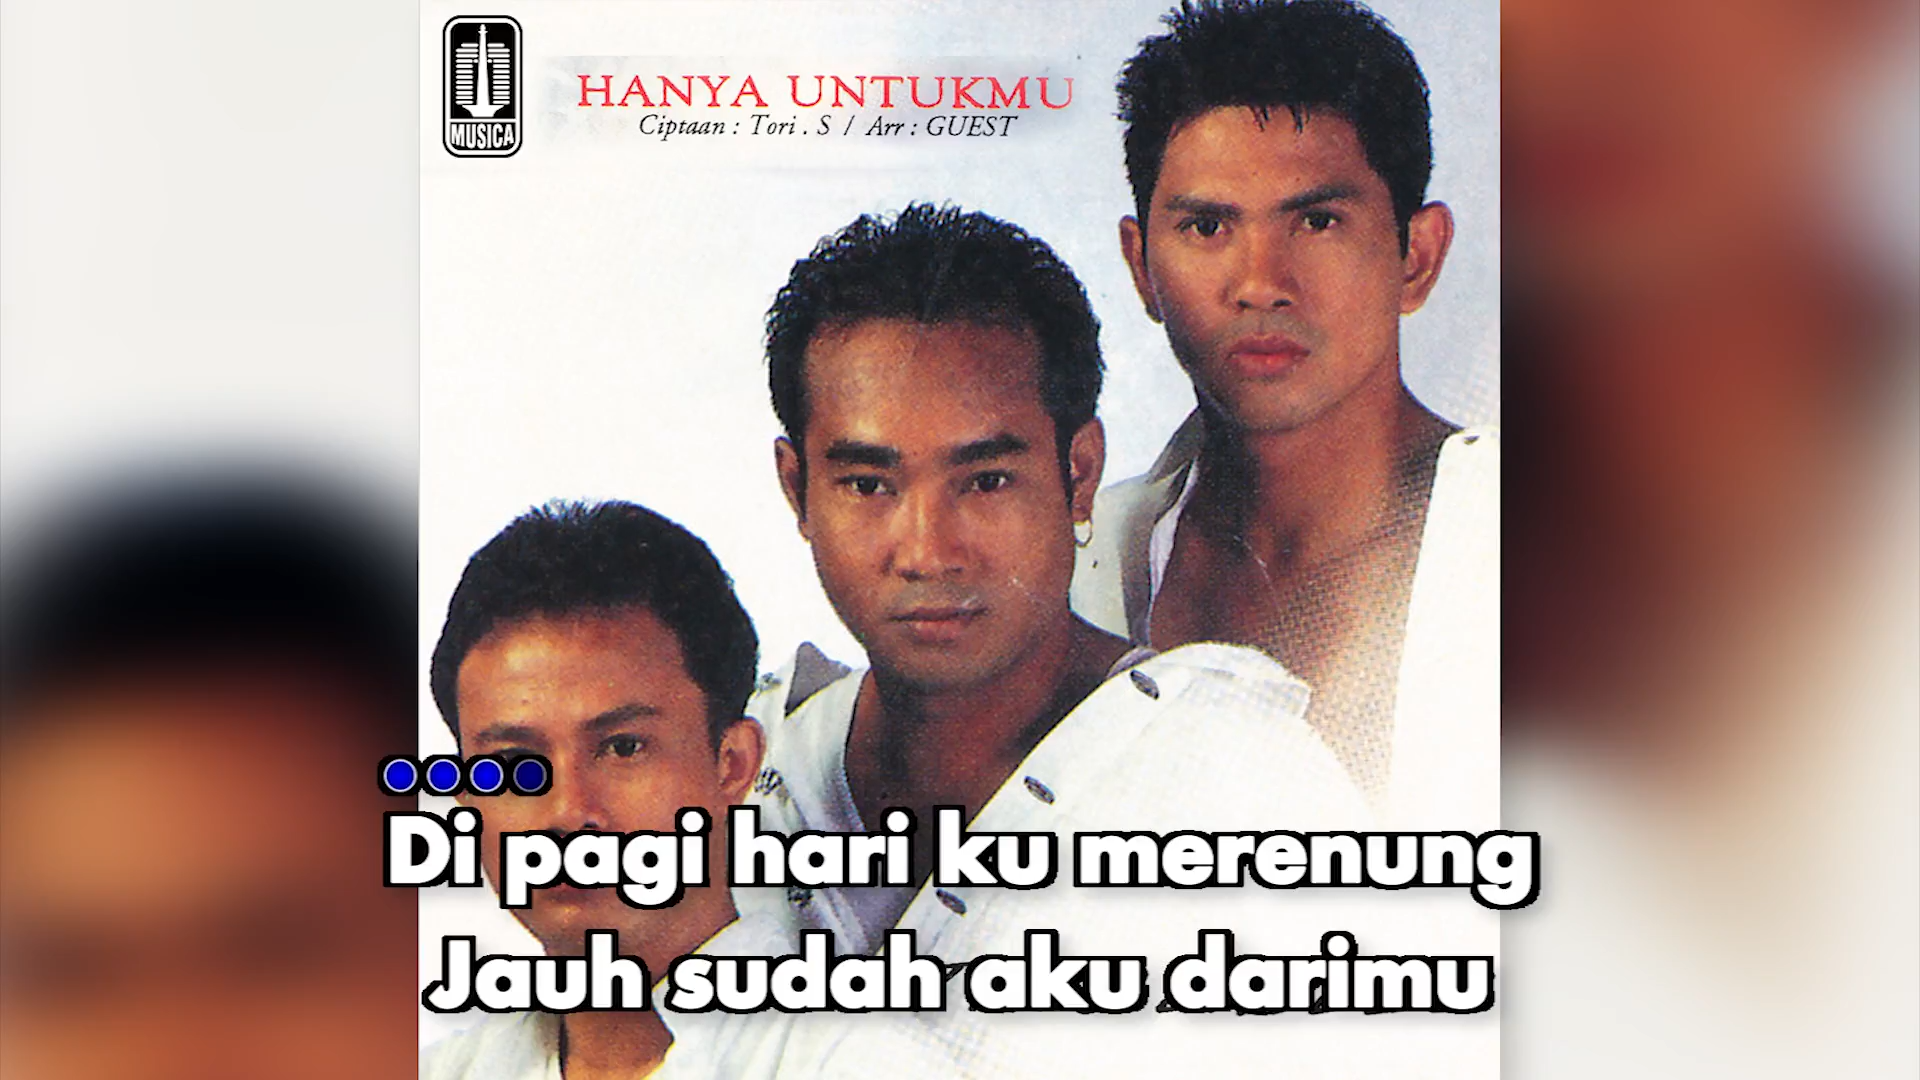 MUSICA
HANYA UNTUKMU
Ciptaan : Tori . S / Arr : GUEST
Di pagi hari ku merenung
Jauh sudah aku darimu